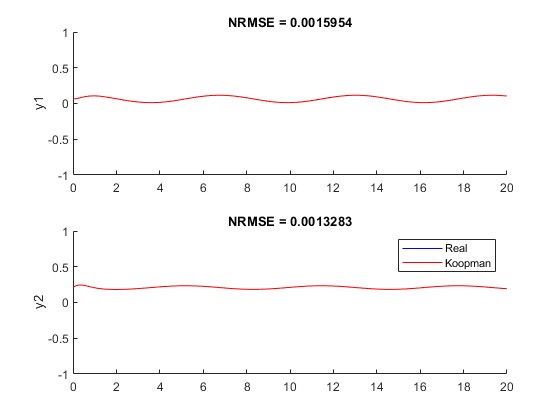 NRMSE = 0.0015954
1
0.5
0
-0.5
-1
y1
0 2 4 6 8 10 12 14 16 18 20
NRMSE = 0.0013283
1
0.5
0
-0.5
-1
y2
Real
Koopman
0 2 4 6 8 10 12 14 16 18 20